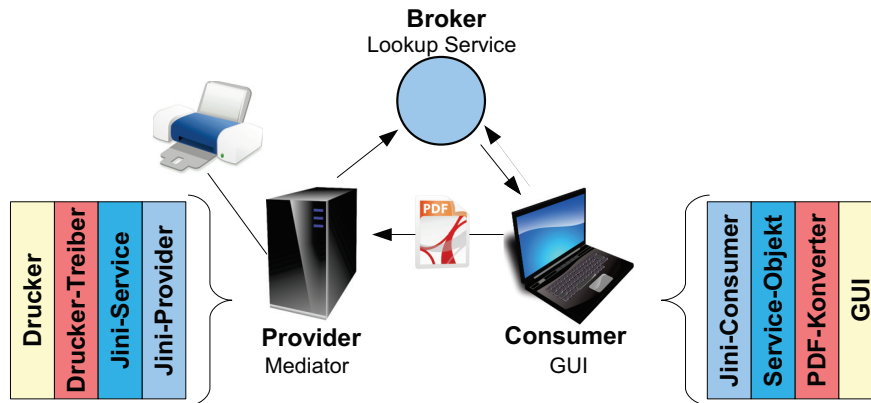 Broker
Lookup Service
PDF
Drucker
Drucker-Treiber
Jini-Service
Jini-Provider
Provider
Mediator
Consumer
GUI
Jini-Consumer
Service-Objekt
PDF-Konverter
GUI